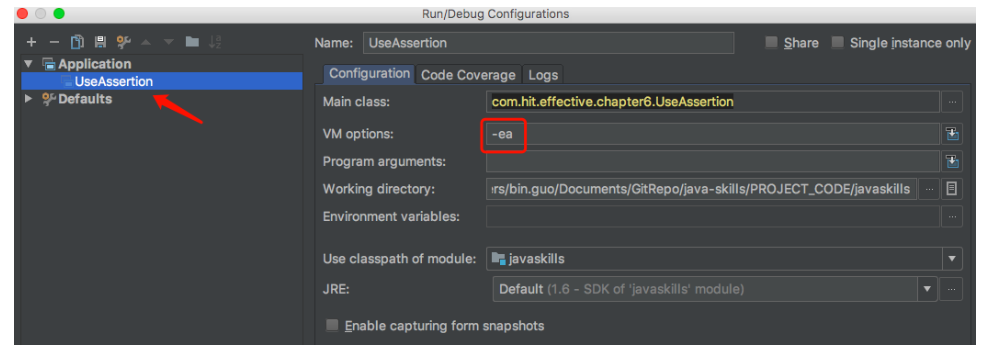 Run/Debug Configurations
Name: UseAssertion Share Single instance only
Application
UseAssertion
Defaults
Configuration Code Coverage Logs
Main class: com.hit.effective.chapter6.UseAssertion ...
VM options: -ea
Program arguments:
Working directory: rs/bin.guo/Documents/GitRepo/java-skills/PROJECT_CODE/javaskills ...
Environment variables: ...
Use classpath of module: javaskills
JRE: Default (1.6 - SDK of 'javaskills' module) ...
Enable capturing form snapshots